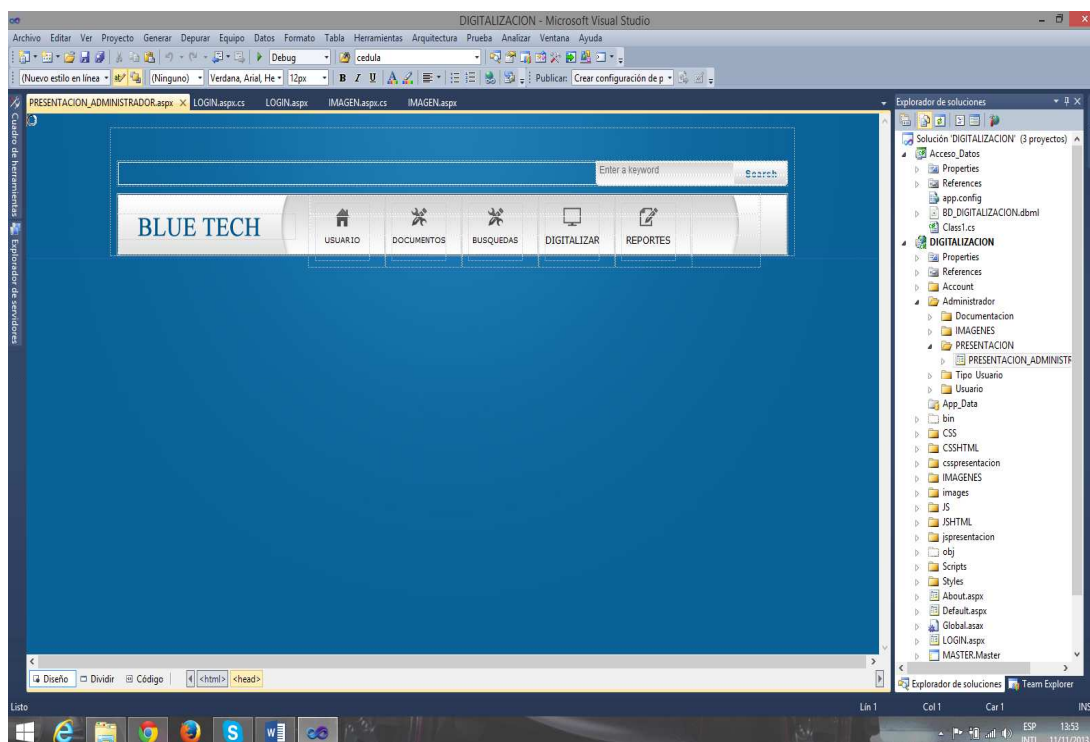 DIGITALIZACION - Microsoft Visual Studio
Archivo Editar Ver Proyecto Generar Depurar Equipo Datos Formato Tabla Herramientas Arquitectura Prueba Analizar Ventana Ayuda
Debug cedula
(Nuevo estilo en línea (Ninguno) Verdana, Arial, He 12px B I U A Publicar: Crear configuración de p
PRESENTACION_ADMINISTRADOR.aspx LOGIN.aspx.cs LOGIN.aspx IMAGEN.aspx.cs IMAGEN.aspx
Cuadro de herramientas
Explorador de servidores
Enter a keyword Search
BLUE TECH
USUARIO DOCUMENTOS BUSQUEDAS DIGITALIZAR REPORTES
Explorador de soluciones
Solución 'DIGITALIZACION' (3 proyectos)
Acceso_Datos
Properties
References
app.config
BD_DIGITALIZACION.dbml
Class1.cs
DIGITALIZACION
Properties
References
Account
Administrador
Documentacion
IMAGENES
PRESENTACION
PRESENTACION_ADMINISTR
Tipo Usuario
Usuario
App_Data
bin
CSS
CSSHTML
csspresentacion
IMAGENES
images
JS
JSHTML
jspresentacion
obj
Scripts
Styles
About.aspx
Default.aspx
Global.asax
LOGIN.aspx
MASTER.Master
Explorador de soluciones Team Explorer
Diseño Dividir Código <html> <head>
Listo Lín 1 Col 1 Car 1 INS
ESP 13:53
INTL